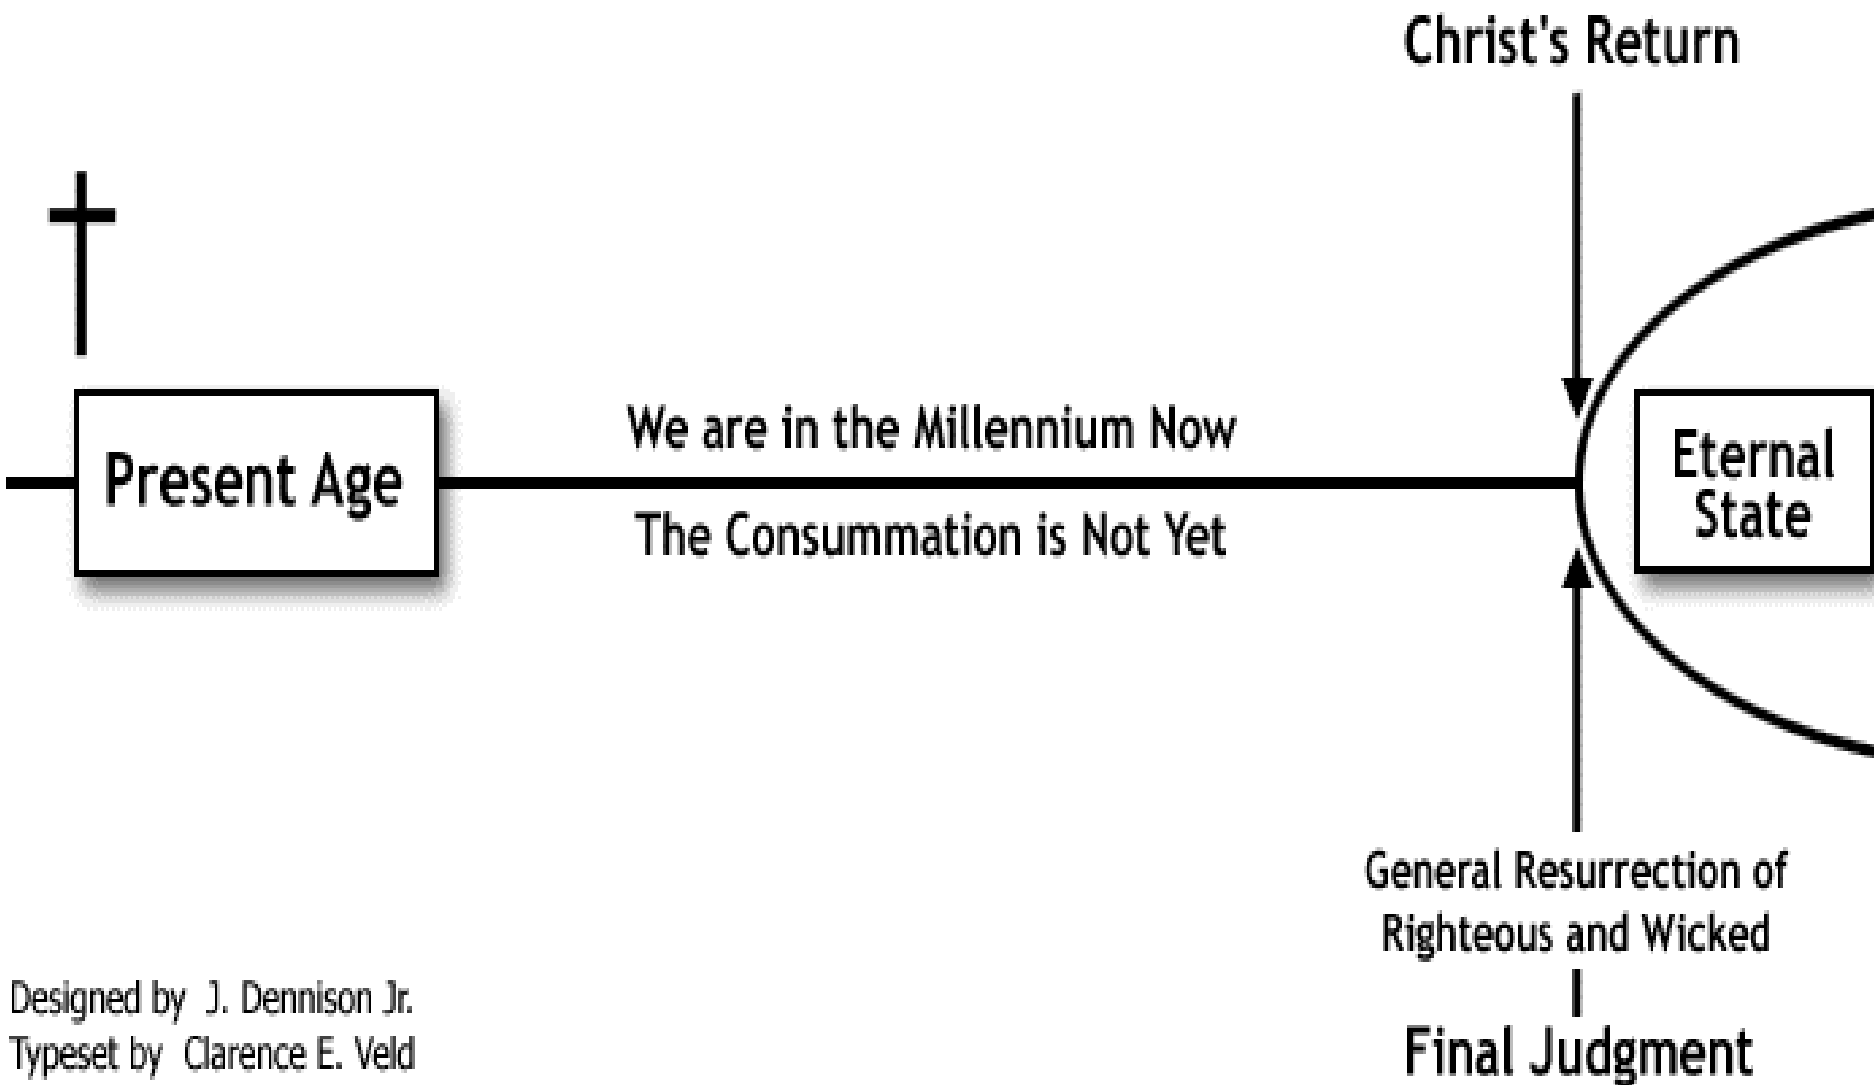 Christ's Return
We are in the Millennium Now
Present Age
The Consummation is Not Yet
Eternal
State
General Resurrection of
Righteous and Wicked
Final Judgment
Designed by J. Dennison Jr.
Typeset by Clarence E. Veld